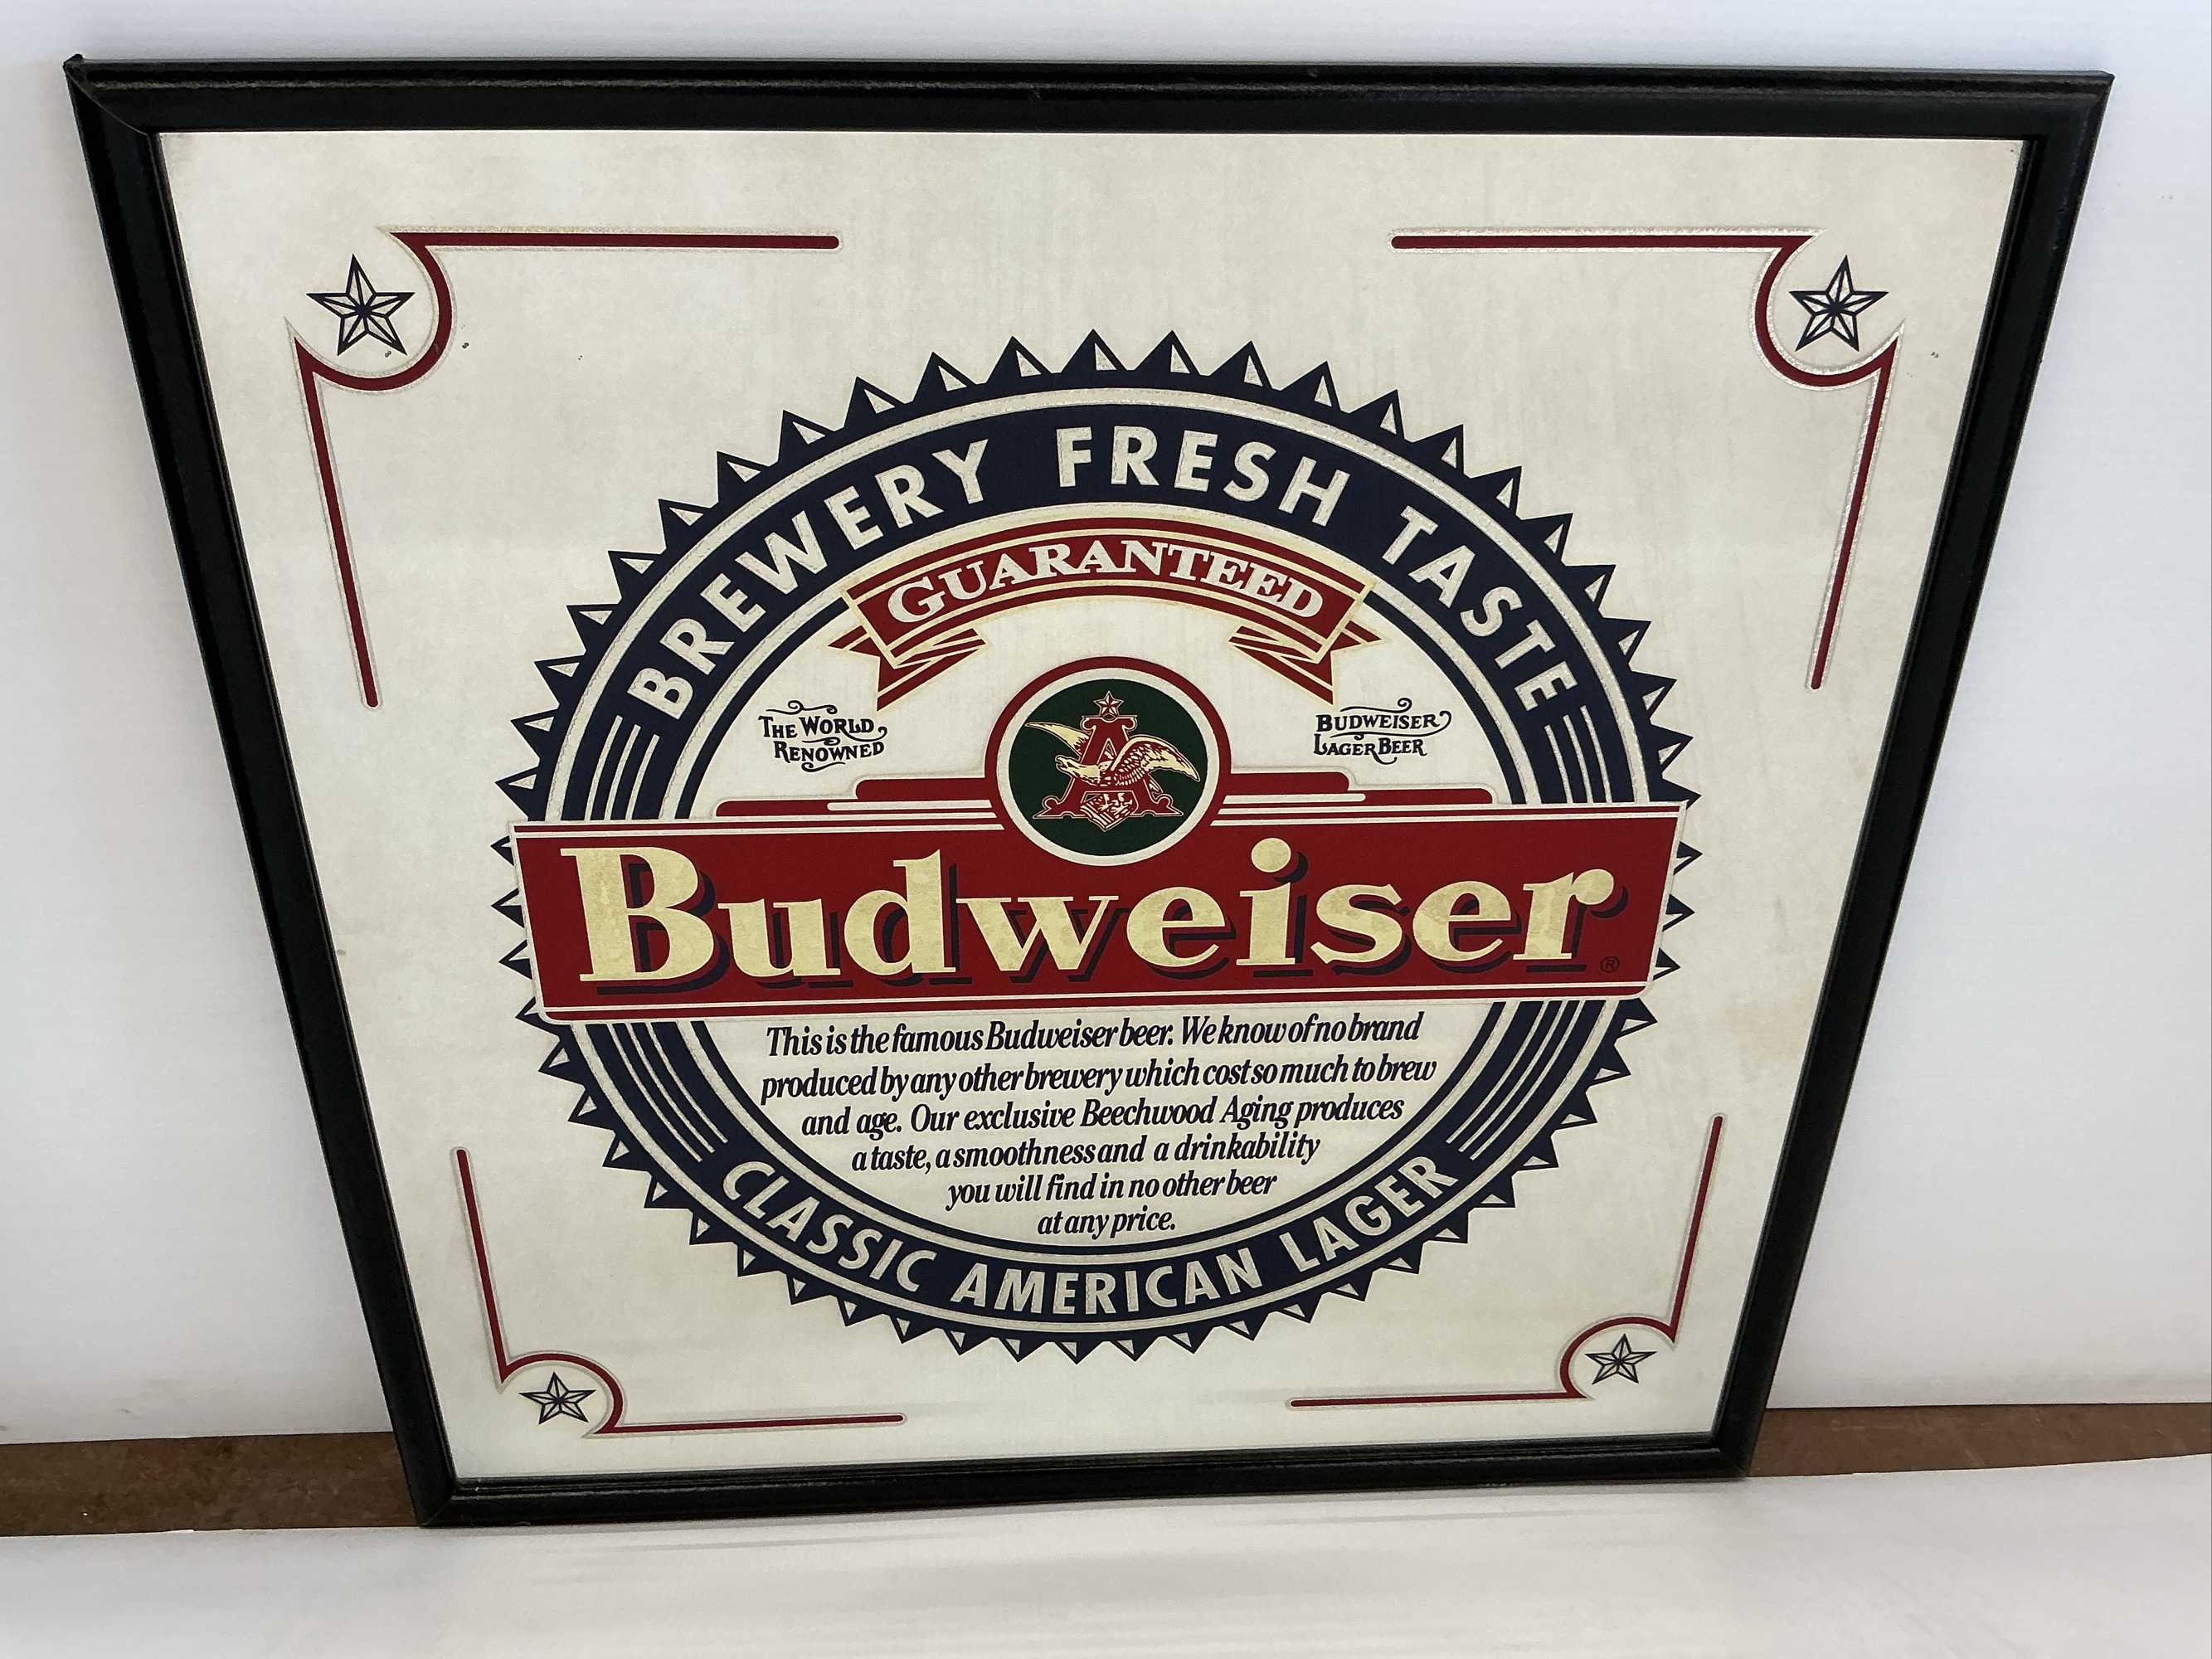 BREWERY FRESH TASTE
GUARANTEED
THE WORLD
RENOWNED
BUDWEISER
LAGER BEER
A
Budweiser®
This is the famous Budweiser beer. We know of no brand
produced by any other brewery which cost so much to brew
and age. Our exclusive Beechwood Aging produces
a taste, a smoothness and a drinkability
you will find in no other beer
at any price.
CLASSIC AMERICAN LAGER